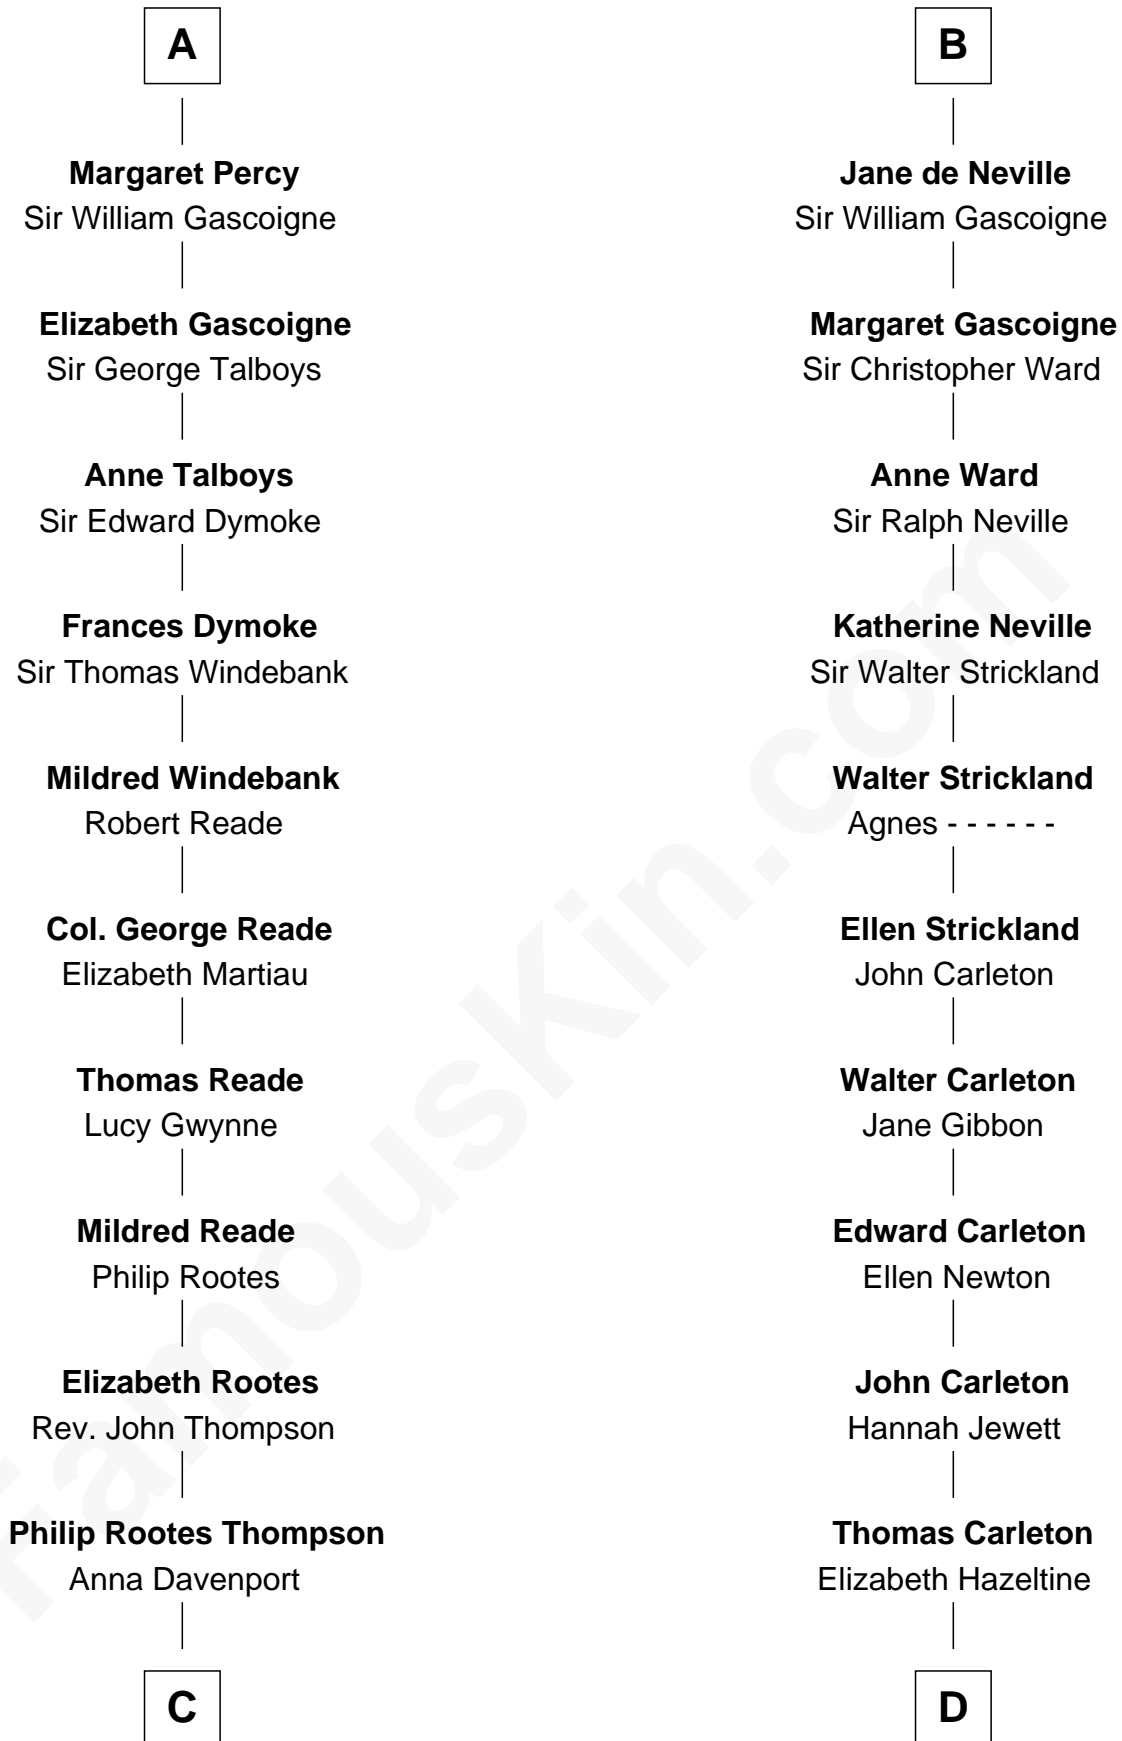 A
Margaret Percy
Sir William Gascoigne
Elizabeth Gascoigne
Sir George Talboys
Anne Talboys
Sir Edward Dymoke
Frances Dymoke
Sir Thomas Windebank
Mildred Windebank
Robert Reade
Col. George Reade
Elizabeth Martiau
Thomas Reade
Lucy Gwynne
Mildred Reade
Philip Rootes
Elizabeth Rootes
Rev. John Thompson
Philip Rootes Thompson
Anna Davenport
C
B
Jane de Neville
Sir William Gascoigne
Margaret Gascoigne
Sir Christopher Ward
Anne Ward
Sir Ralph Neville
Katherine Neville
Sir Walter Strickland
Walter Strickland
Agnes - - - - - -
Ellen Strickland
John Carleton
Walter Carleton
Jane Gibbon
Edward Carleton
Ellen Newton
John Carleton
Hannah Jewett
Thomas Carleton
Elizabeth Hazeltine
D
FamousKin.com